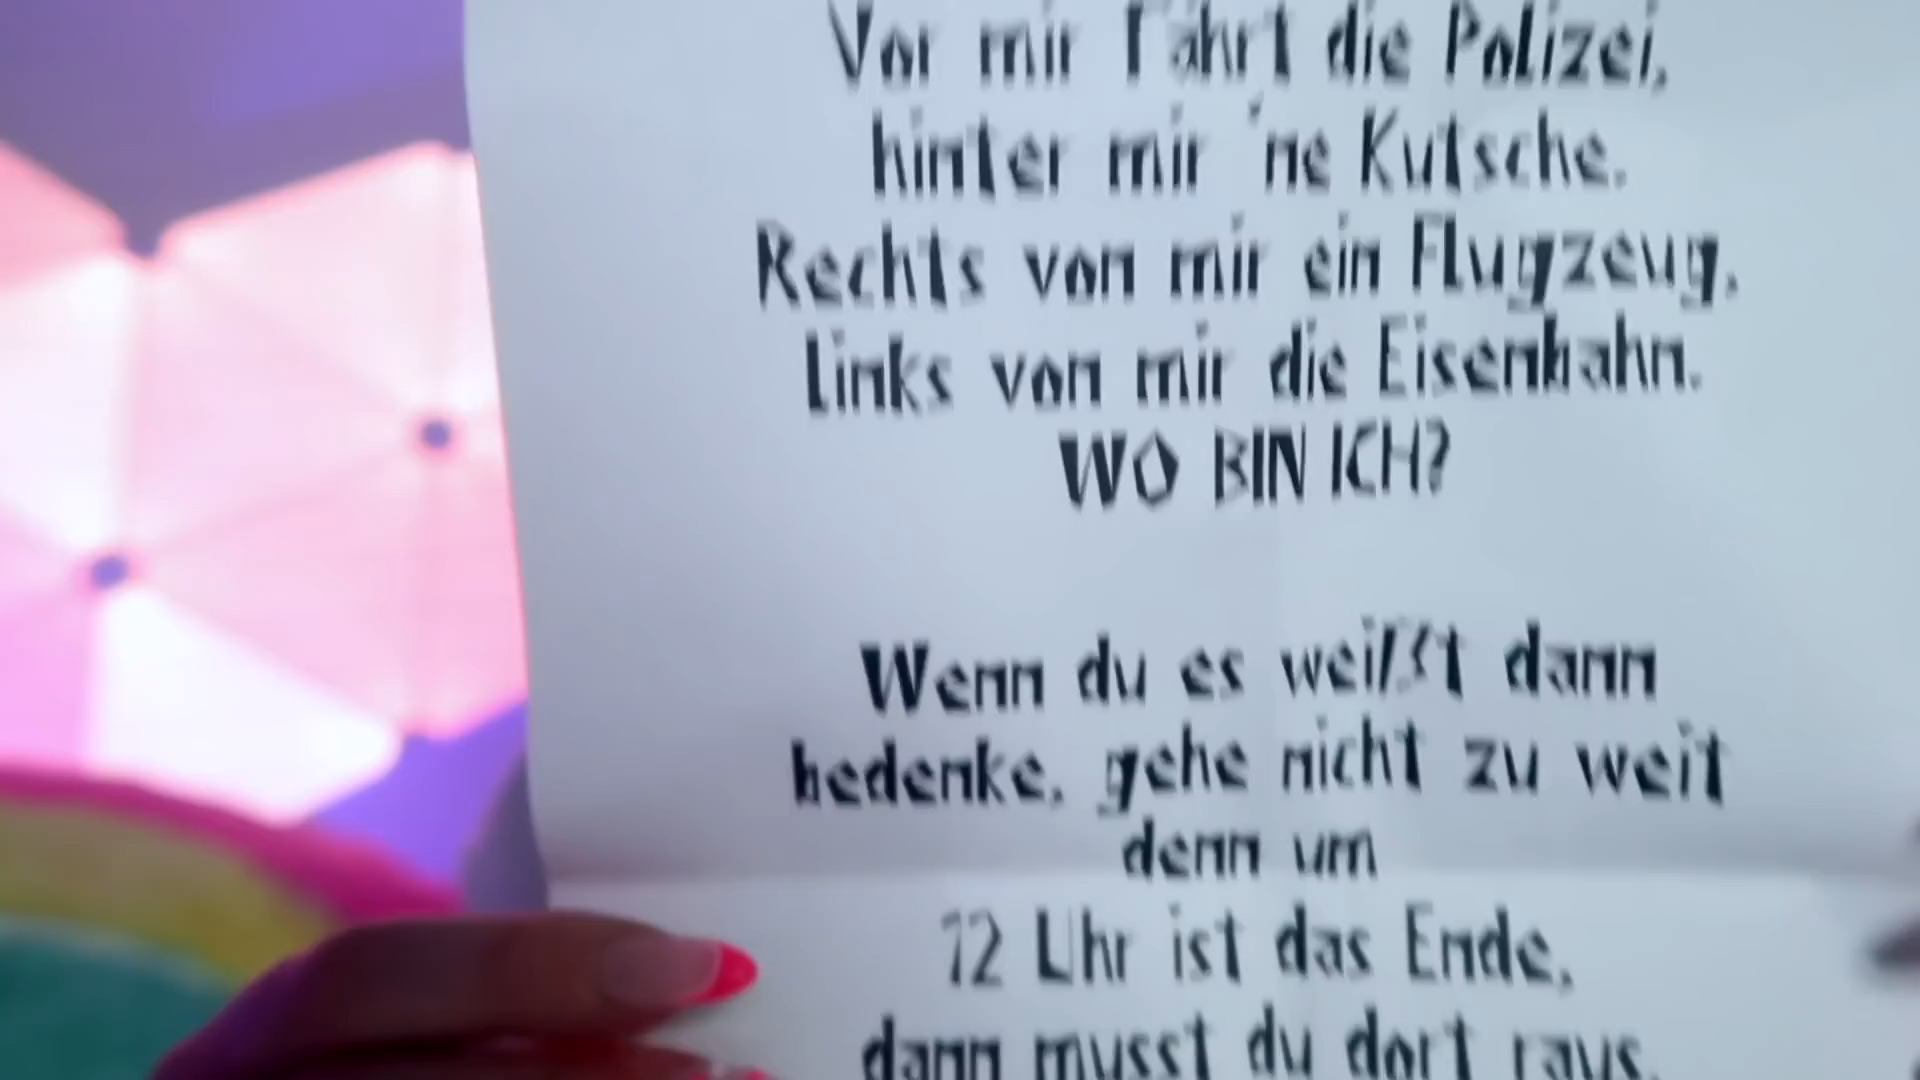 Vor mir fährt die Polizei,
hinter mir 'ne Kutsche.
Rechts von mir ein Flugzeug,
Links von mir die Eisenbahn.
WO BIN ICH?
Wenn du es weißt dann
bedenke, gehe nicht zu weit
denn um
12 Uhr ist das Ende,
dann musst du dort raus.